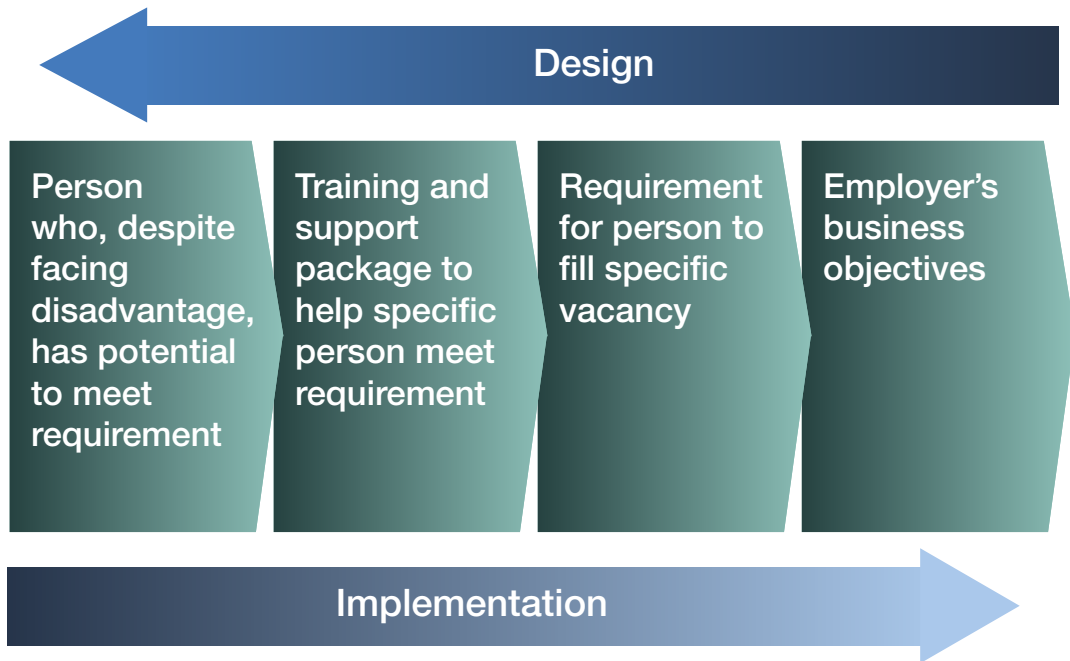 Design
Person
who, despite
facing
disadvantage,
has potential
to meet
requirement
Training and
support
package to
help specific
person meet
requirement
Requirement
for person to
fill specific
vacancy
Employer’s
business
objectives
Implementation